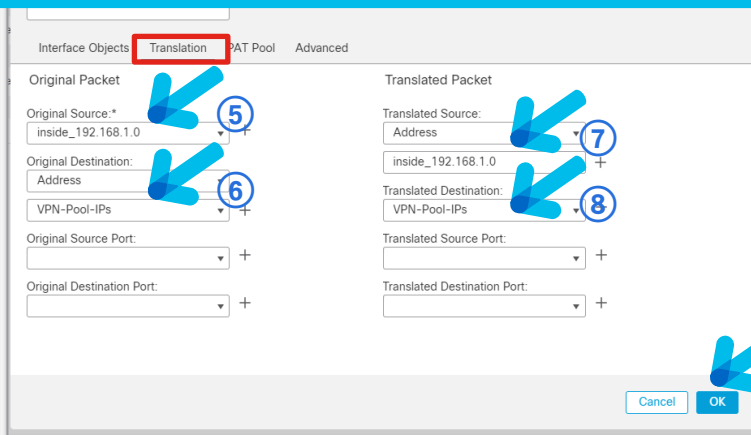 Interface Objects Translation PAT Pool Advanced
Original Packet
Original Source:*
5
inside_192.168.1.0
Original Destination:
Address
6
VPN-Pool-IPs
Original Source Port:
Original Destination Port:
Translated Packet
Translated Source:
Address
7
inside_192.168.1.0
Translated Destination:
VPN-Pool-IPs
8
Translated Source Port:
Translated Destination Port:
Cancel OK